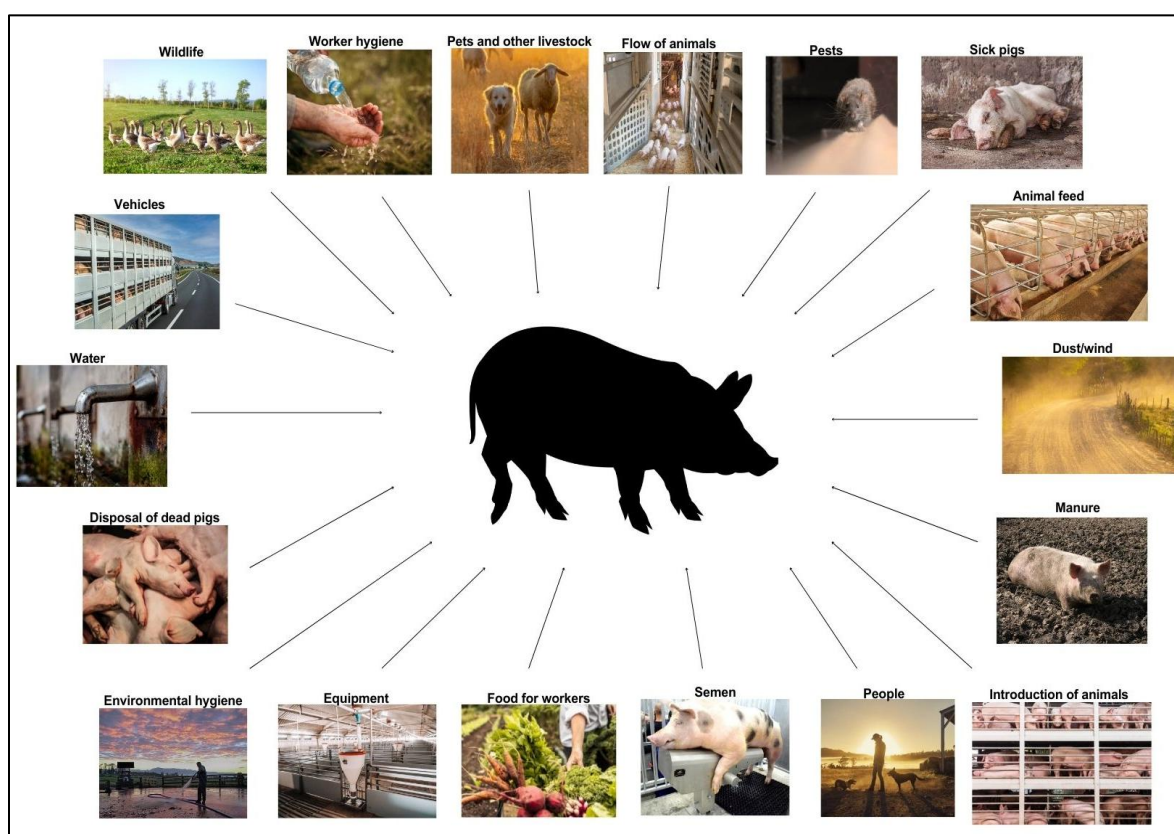 Wildlife
Worker hygiene
Pets and other livestock
Flow of animals
Pests
Sick pigs
Vehicles
Animal feed
Water
Dust/wind
Disposal of dead pigs
Manure
Environmental hygiene
Equipment
Food for workers
Semen
People
Introduction of animals